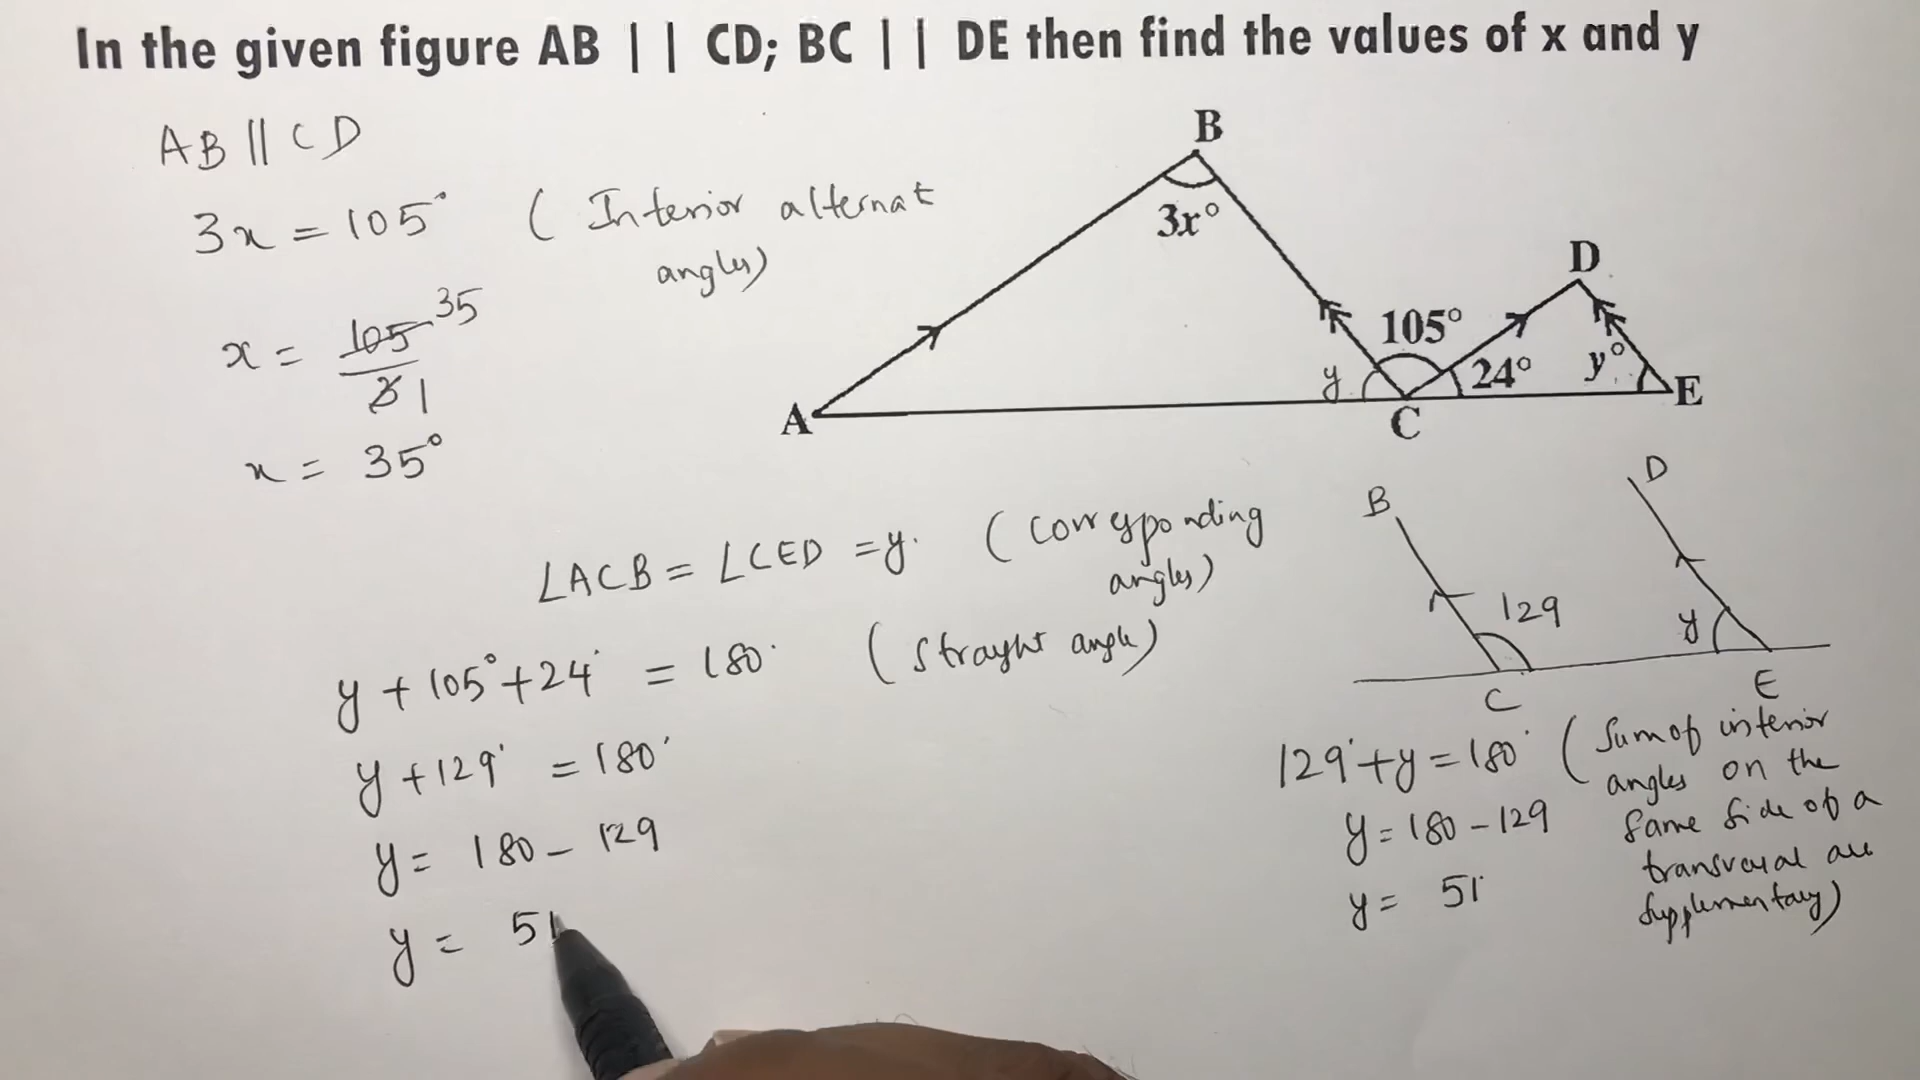 In the given figure AB || CD; BC || DE then find the values of x and y
AB || CD
3x = 105° ( Interior alternat
angles)
x = 105 35
31
x = 35°
B
3x°
D
105°
24°
y°
y
A
C
E
∠ACB = ∠CED = y. ( Corresponding
angles)
y + 105° + 24° = 180° ( Straight angle)
y + 129° = 180°
y = 180 - 129
y = 51
B
D
129
y
C
E
129° + y = 180° ( Sum of interior
angles on the
y = 180 - 129 same side of a
transversal are
y = 51° supplementary)